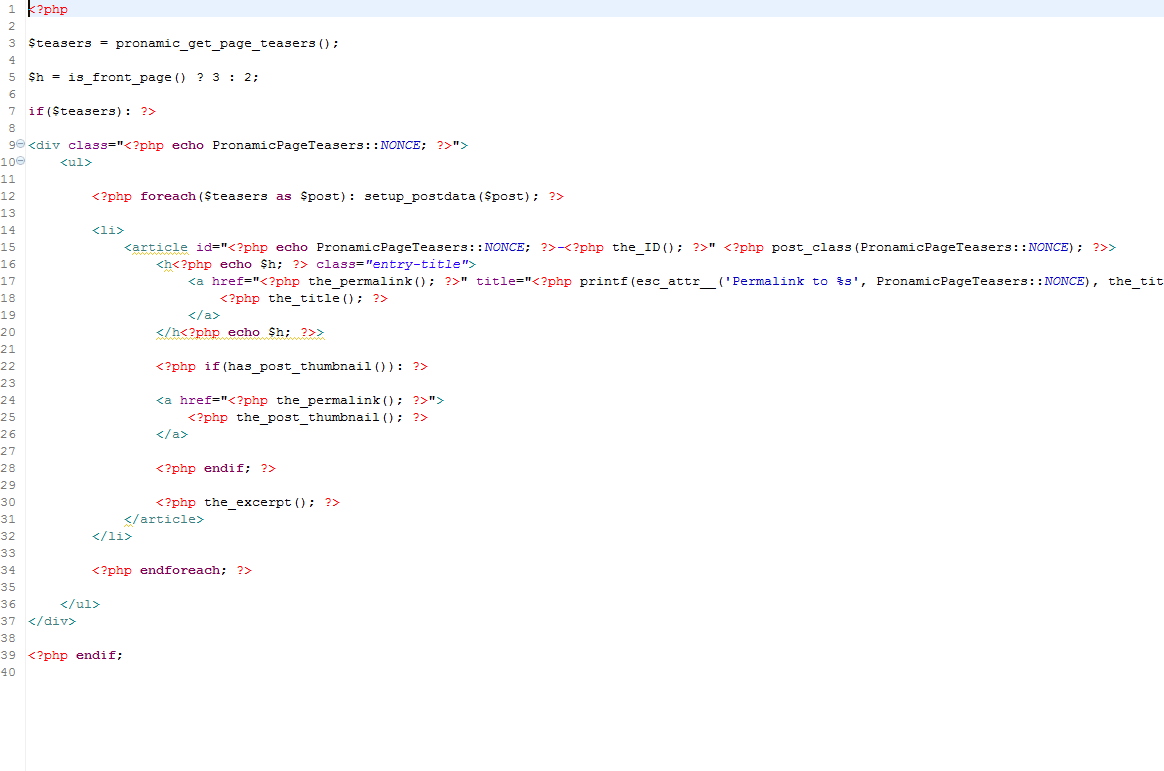 1 <?php
2
3 $teasers = pronamic_get_page_teasers();
4
5 $h = is_front_page() ? 3 : 2;
6
7 if($teasers): ?>
8
9 <div class="<?php echo PronamicPageTeasers::NONCE; ?>">
10 <ul>
11
12 <?php foreach($teasers as $post): setup_postdata($post); ?>
13
14 <li>
15 <article id="<?php echo PronamicPageTeasers::NONCE; ?>-<?php the_ID(); ?>" <?php post_class(PronamicPageTeasers::NONCE); ?>>
16 <h<?php echo $h; ?> class="entry-title">
17 <a href="<?php the_permalink(); ?>" title="<?php printf(esc_attr__('Permalink to %s', PronamicPageTeasers::NONCE), the_tit
18 <?php the_title(); ?>
19 </a>
20 </h<?php echo $h; ?>>
21
22 <?php if(has_post_thumbnail()): ?>
23
24 <a href="<?php the_permalink(); ?>">
25 <?php the_post_thumbnail(); ?>
26 </a>
27
28 <?php endif; ?>
29
30 <?php the_excerpt(); ?>
31 </article>
32 </li>
33
34 <?php endforeach; ?>
35
36 </ul>
37 </div>
38
39 <?php endif;
40